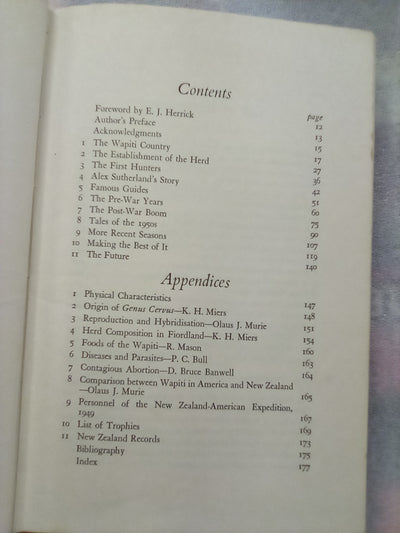 Contents
page
Foreword by E. J. Herrick 12
Author's Preface 13
Acknowledgments 15
1 The Wapiti Country 17
2 The Establishment of the Herd 27
3 The First Hunters 36
4 Alex Sutherland's Story 42
5 Famous Guides 51
6 The Pre-War Years 60
7 The Post-War Boom 75
8 Tales of the 1950s 90
9 More Recent Seasons 107
10 Making the Best of It 119
11 The Future 140
Appendices
1 Physical Characteristics 147
2 Origin of Genus Cervus—K. H. Miers 148
3 Reproduction and Hybridisation—Olaus J. Murie 151
4 Herd Composition in Fiordland—K. H. Miers 154
5 Foods of the Wapiti—R. Mason 160
6 Diseases and Parasites—P. C. Bull 163
7 Contagious Abortion—D. Bruce Banwell 164
8 Comparison between Wapiti in America and New Zealand
—Olaus J. Murie 165
9 Personnel of the New Zealand-American Expedition,
1949 167
10 List of Trophies 169
11 New Zealand Records 173
Bibliography 175
Index 177